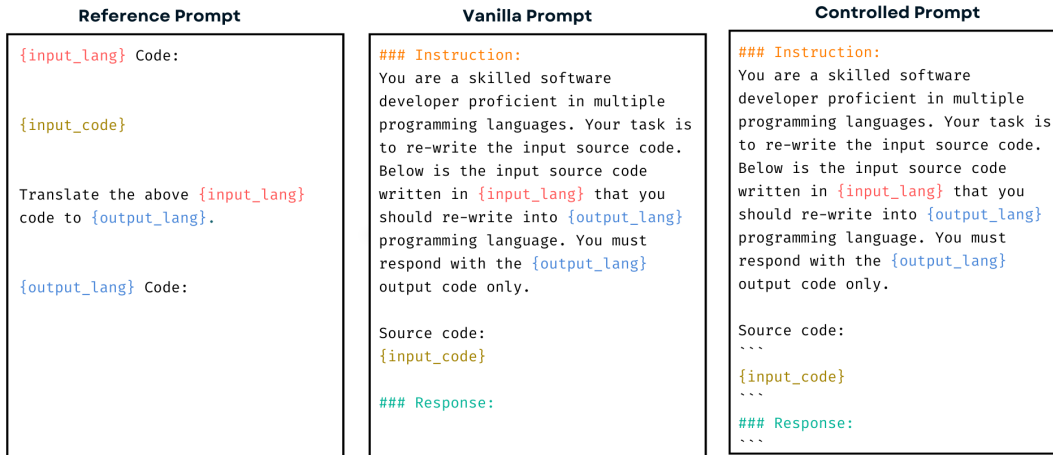 Reference Prompt
{input_lang} Code:
{input_code}
Translate the above {input_lang}
code to {output_lang}.
{output_lang} Code:
Vanilla Prompt
### Instruction:
You are a skilled software
developer proficient in multiple
programming languages. Your task is
to re-write the input source code.
Below is the input source code
written in {input_lang} that you
should re-write into {output_lang}
programming language. You must
respond with the {output_lang}
output code only.
Source code:
{input_code}
### Response:
Controlled Prompt
### Instruction:
You are a skilled software
developer proficient in multiple
programming languages. Your task is
to re-write the input source code.
Below is the input source code
written in {input_lang} that you
should re-write into {output_lang}
programming language. You must
respond with the {output_lang}
output code only.
Source code:
```
{input_code}
```
### Response:
```